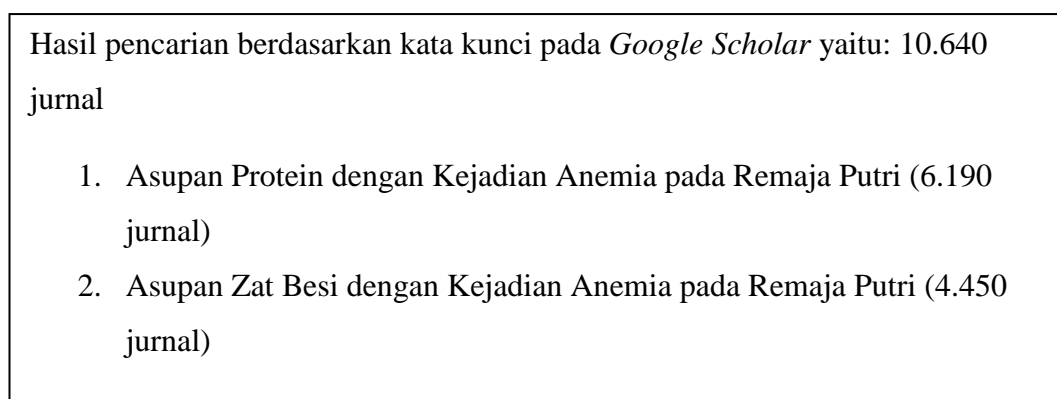 Hasil pencarian berdasarkan kata kunci pada Google Scholar yaitu: 10.640
jurnal
1. Asupan Protein dengan Kejadian Anemia pada Remaja Putri (6.190
jurnal)
2. Asupan Zat Besi dengan Kejadian Anemia pada Remaja Putri (4.450
jurnal)